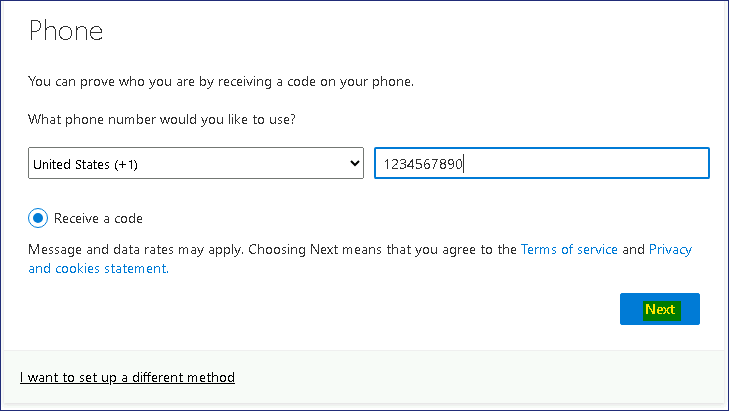 Phone
You can prove who you are by receiving a code on your phone.
What phone number would you like to use?
United States (+1) 1234567890
Receive a code
Message and data rates may apply. Choosing Next means that you agree to the Terms of service and Privacy
and cookies statement.
Next
I want to set up a different method